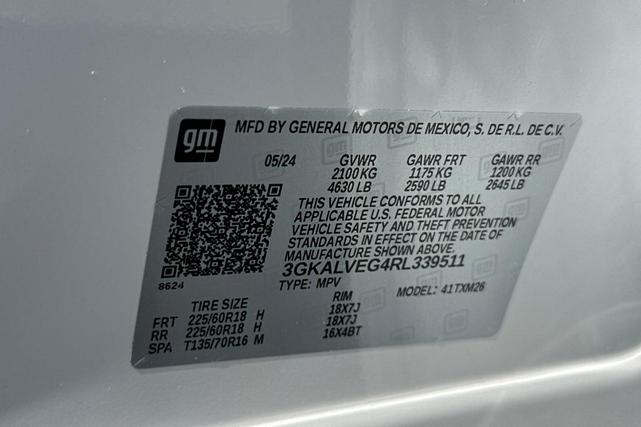 gm MFD BY GENERAL MOTORS DE MEXICO, S. DE R.L. DE C.V.
05/24 GVWR GAWR FRT GAWR RR
2100 KG 1175 KG 1200 KG
4630 LB 2590 LB 2645 LB
THIS VEHICLE CONFORMS TO ALL
APPLICABLE U.S. FEDERAL MOTOR
VEHICLE SAFETY AND THEFT PREVENTION
STANDARDS IN EFFECT ON THE DATE OF
MANUFACTURE SHOWN ABOVE.
3GKALVEG4RL339511
8624
TYPE: MPV MODEL: 41TXM26
TIRE SIZE RIM
FRT 225/60R18 H 18X7J
RR 225/60R18 H 18X7J
SPA T135/70R16 M 16X4BT